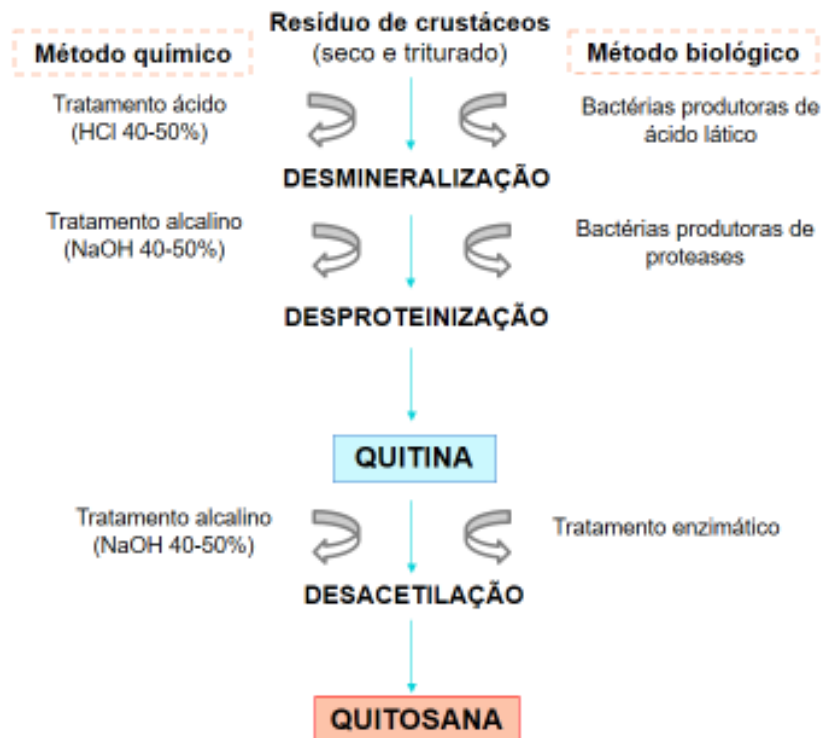 Resíduo de crustáceos
(seco e triturado)
Método químico
Método biológico
Tratamento ácido
(HCl 40-50%)
Bactérias produtoras de
ácido lático
DESMINERALIZAÇÃO
Tratamento alcalino
(NaOH 40-50%)
Bactérias produtoras de
proteases
DESPROTEINIZAÇÃO
QUITINA
Tratamento alcalino
(NaOH 40-50%)
Tratamento enzimático
DESACETILAÇÃO
QUITOSANA